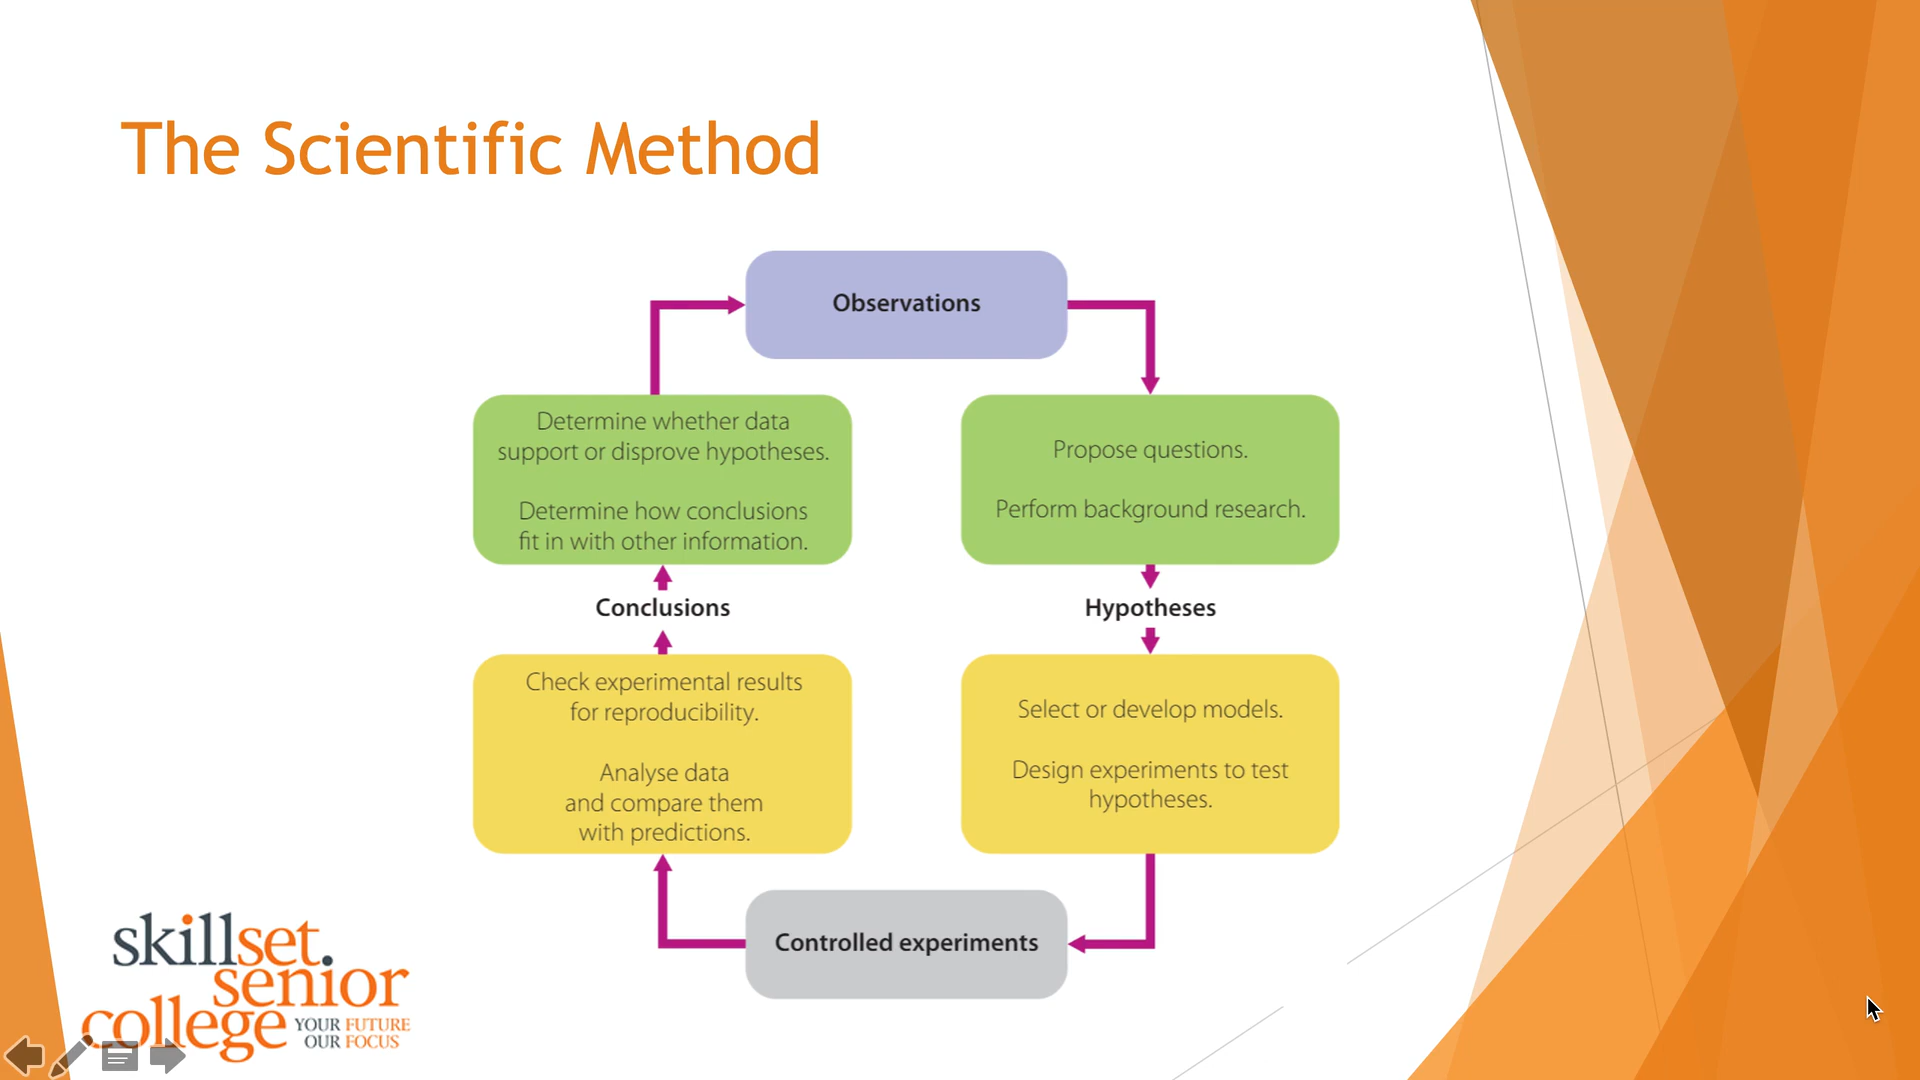 The Scientific Method
Observations
Determine whether data
support or disprove hypotheses.
Determine how conclusions
fit in with other information.
Propose questions.
Perform background research.
Conclusions
Hypotheses
Check experimental results
for reproducibility.
Analyse data
and compare them
with predictions.
Select or develop models.
Design experiments to test
hypotheses.
Controlled experiments
skillset.
senior
college
YOUR FUTURE
OUR FOCUS